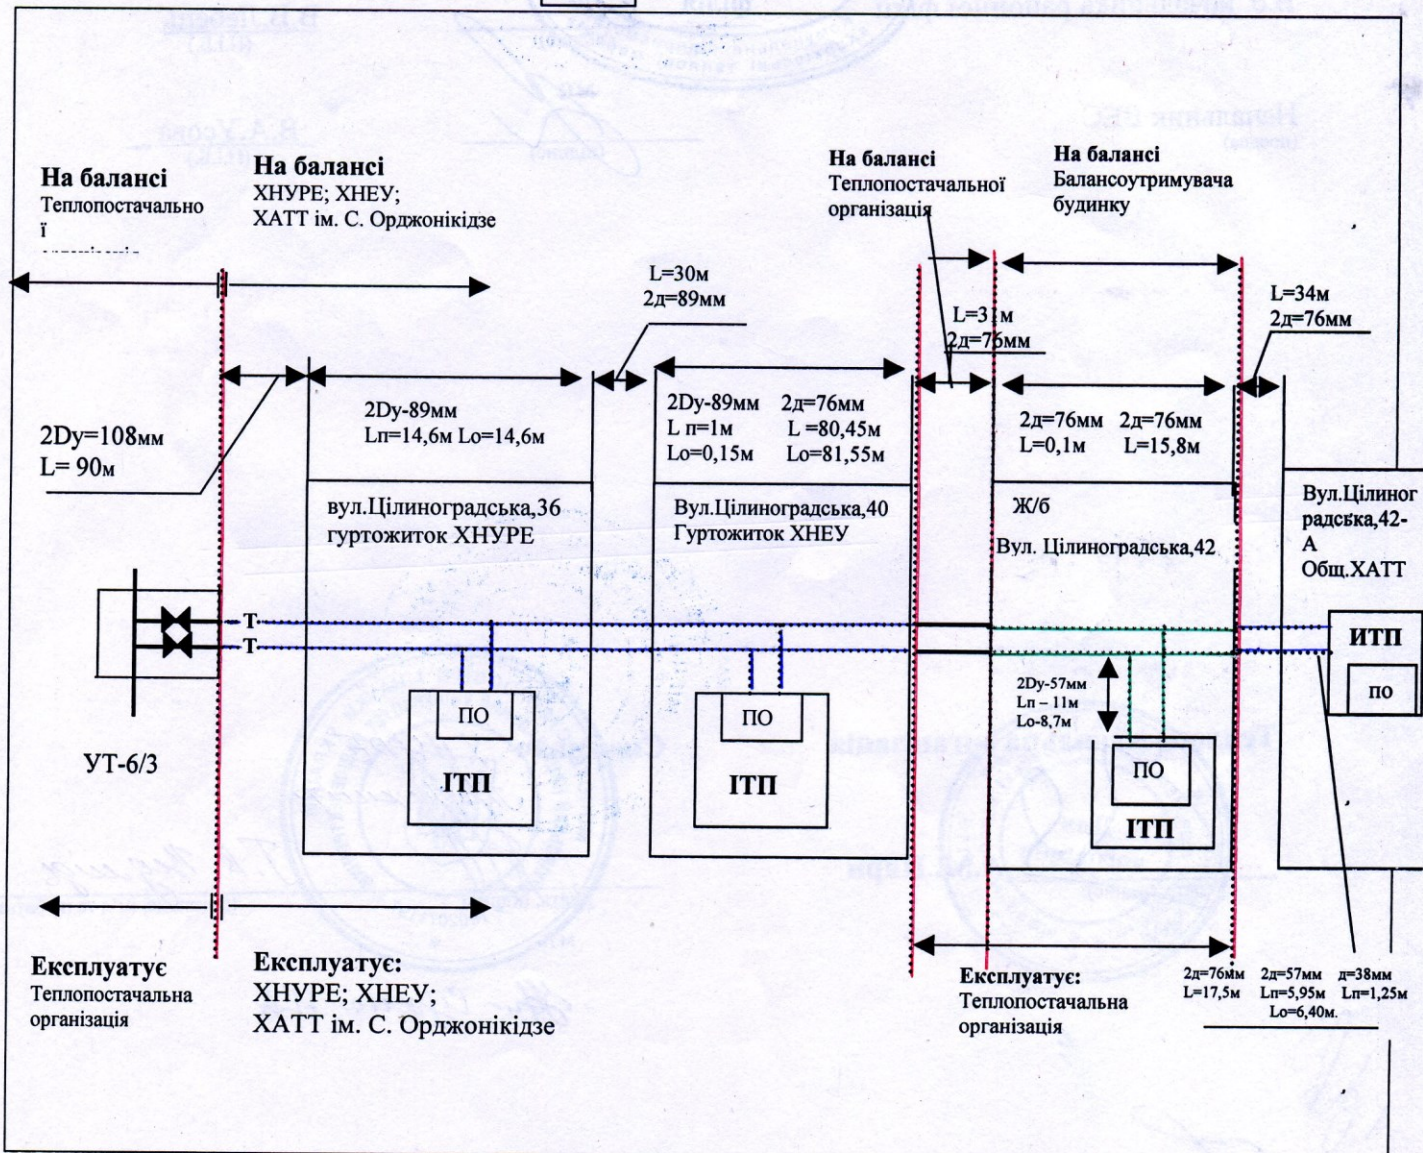 На балансі
Теплопостачально
ї
На балансі
ХНУРЕ; ХНЕУ;
ХАТТ ім. С. Орджонікідзе
На балансі
Теплопостачальної
організація
На балансі
Балансоутримувача
будинку
L=30м
2д=89мм
L=31м
2д=76мм
L=34м
2д=76мм
2Dу=108мм
L= 90м
2Dу-89мм
Lп=14,6м Lо=14,6м
2Dу-89мм 2д=76мм
L п=1м L =80,45м
Lо=0,15м Lо=81,55м
2д=76мм 2д=76мм
L=0,1м L=15,8м
вул.Цілиноградська,36
гуртожиток ХНУРЕ
Вул.Цілиноградська,40
Гуртожиток ХНЕУ
Ж/б
Вул. Цілиноградська,42
Вул.Цілиног
радська,42-
А
Общ.ХАТТ
Т
Т
УТ-6/3
ПО
ІТП
ПО
ІТП
2Dу-57мм
Lп – 11м
Lо-8,7м
ПО
ІТП
ИТП
по
Експлуатує
Теплопостачальна
організація
Експлуатує:
ХНУРЕ; ХНЕУ;
ХАТТ ім. С. Орджонікідзе
Експлуатує:
Теплопостачальна
організація
2д=76мм 2д=57мм д=38мм
L=17,5м Lп=5,95м Lп=1,25м
Lо=6,40м.